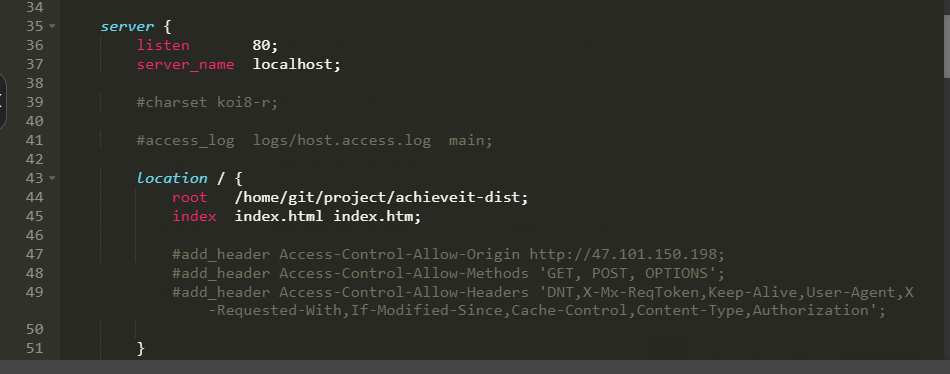 34
35 server {
36 listen 80;
37 server_name localhost;
38
39 #charset koi8-r;
40
41 #access_log logs/host.access.log main;
42
43 location / {
44 root /home/git/project/achieveit-dist;
45 index index.html index.htm;
46
47 #add_header Access-Control-Allow-Origin http://47.101.150.198;
48 #add_header Access-Control-Allow-Methods 'GET, POST, OPTIONS';
49 #add_header Access-Control-Allow-Headers 'DNT,X-Mx-ReqToken,Keep-Alive,User-Agent,X
-Requested-With,If-Modified-Since,Cache-Control,Content-Type,Authorization';
50
51 }